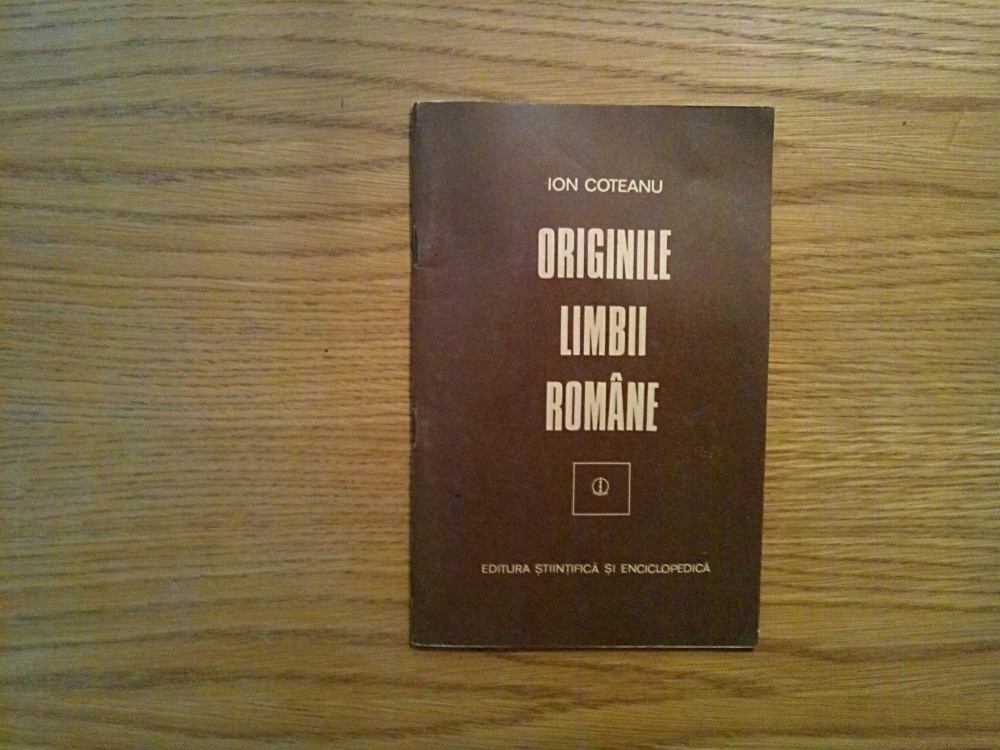 ION COTEANU
ORIGINILE
LIMBII
ROMÂNE
EDITURA ȘTIINȚIFICĂ ȘI ENCICLOPEDICĂ